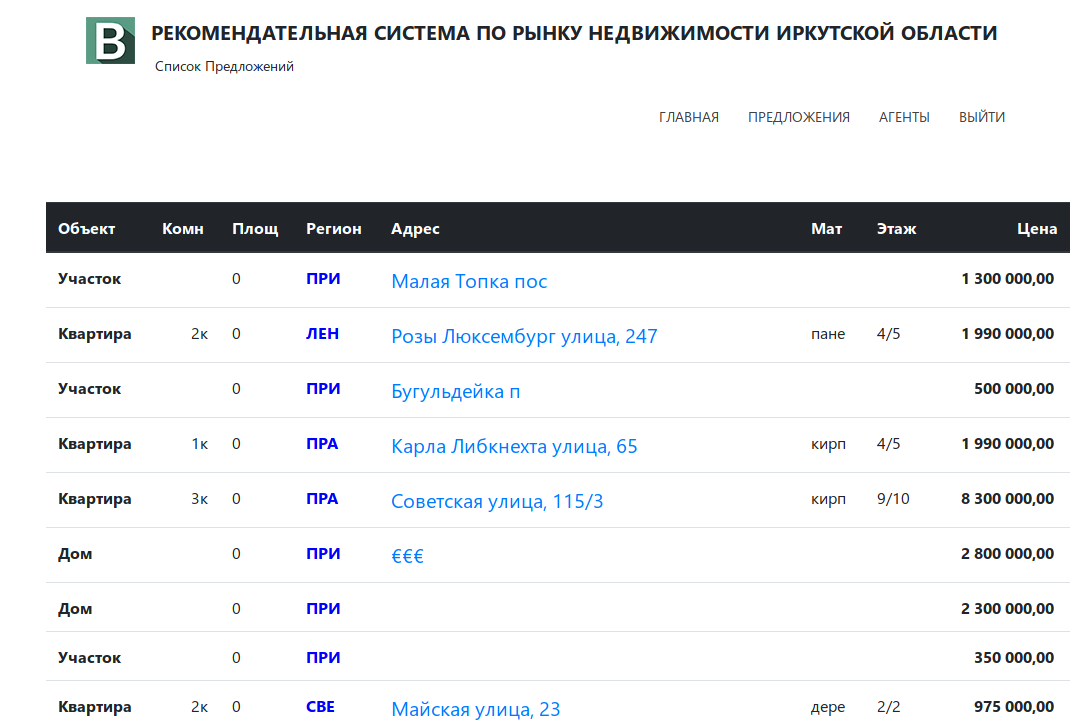 B
РЕКОМЕНДАТЕЛЬНАЯ СИСТЕМА ПО РЫНКУ НЕДВИЖИМОСТИ ИРКУТСКОЙ ОБЛАСТИ
Список Предложений
ГЛАВНАЯ ПРЕДЛОЖЕНИЯ АГЕНТЫ ВЫЙТИ
Объект Комн Площ Регион Адрес Мат Этаж Цена
Участок 0 ПРИ Малая Топка пос 1 300 000,00
Квартира 2к 0 ЛЕН Розы Люксембург улица, 247 пане 4/5 1 990 000,00
Участок 0 ПРИ Бугульдейка п 500 000,00
Квартира 1к 0 ПРА Карла Либкнехта улица, 65 кирп 4/5 1 990 000,00
Квартира 3к 0 ПРА Советская улица, 115/3 кирп 9/10 8 300 000,00
Дом 0 ПРИ €€€ 2 800 000,00
Дом 0 ПРИ 2 300 000,00
Участок 0 ПРИ 350 000,00
Квартира 2к 0 СВЕ Майская улица, 23 дере 2/2 975 000,00